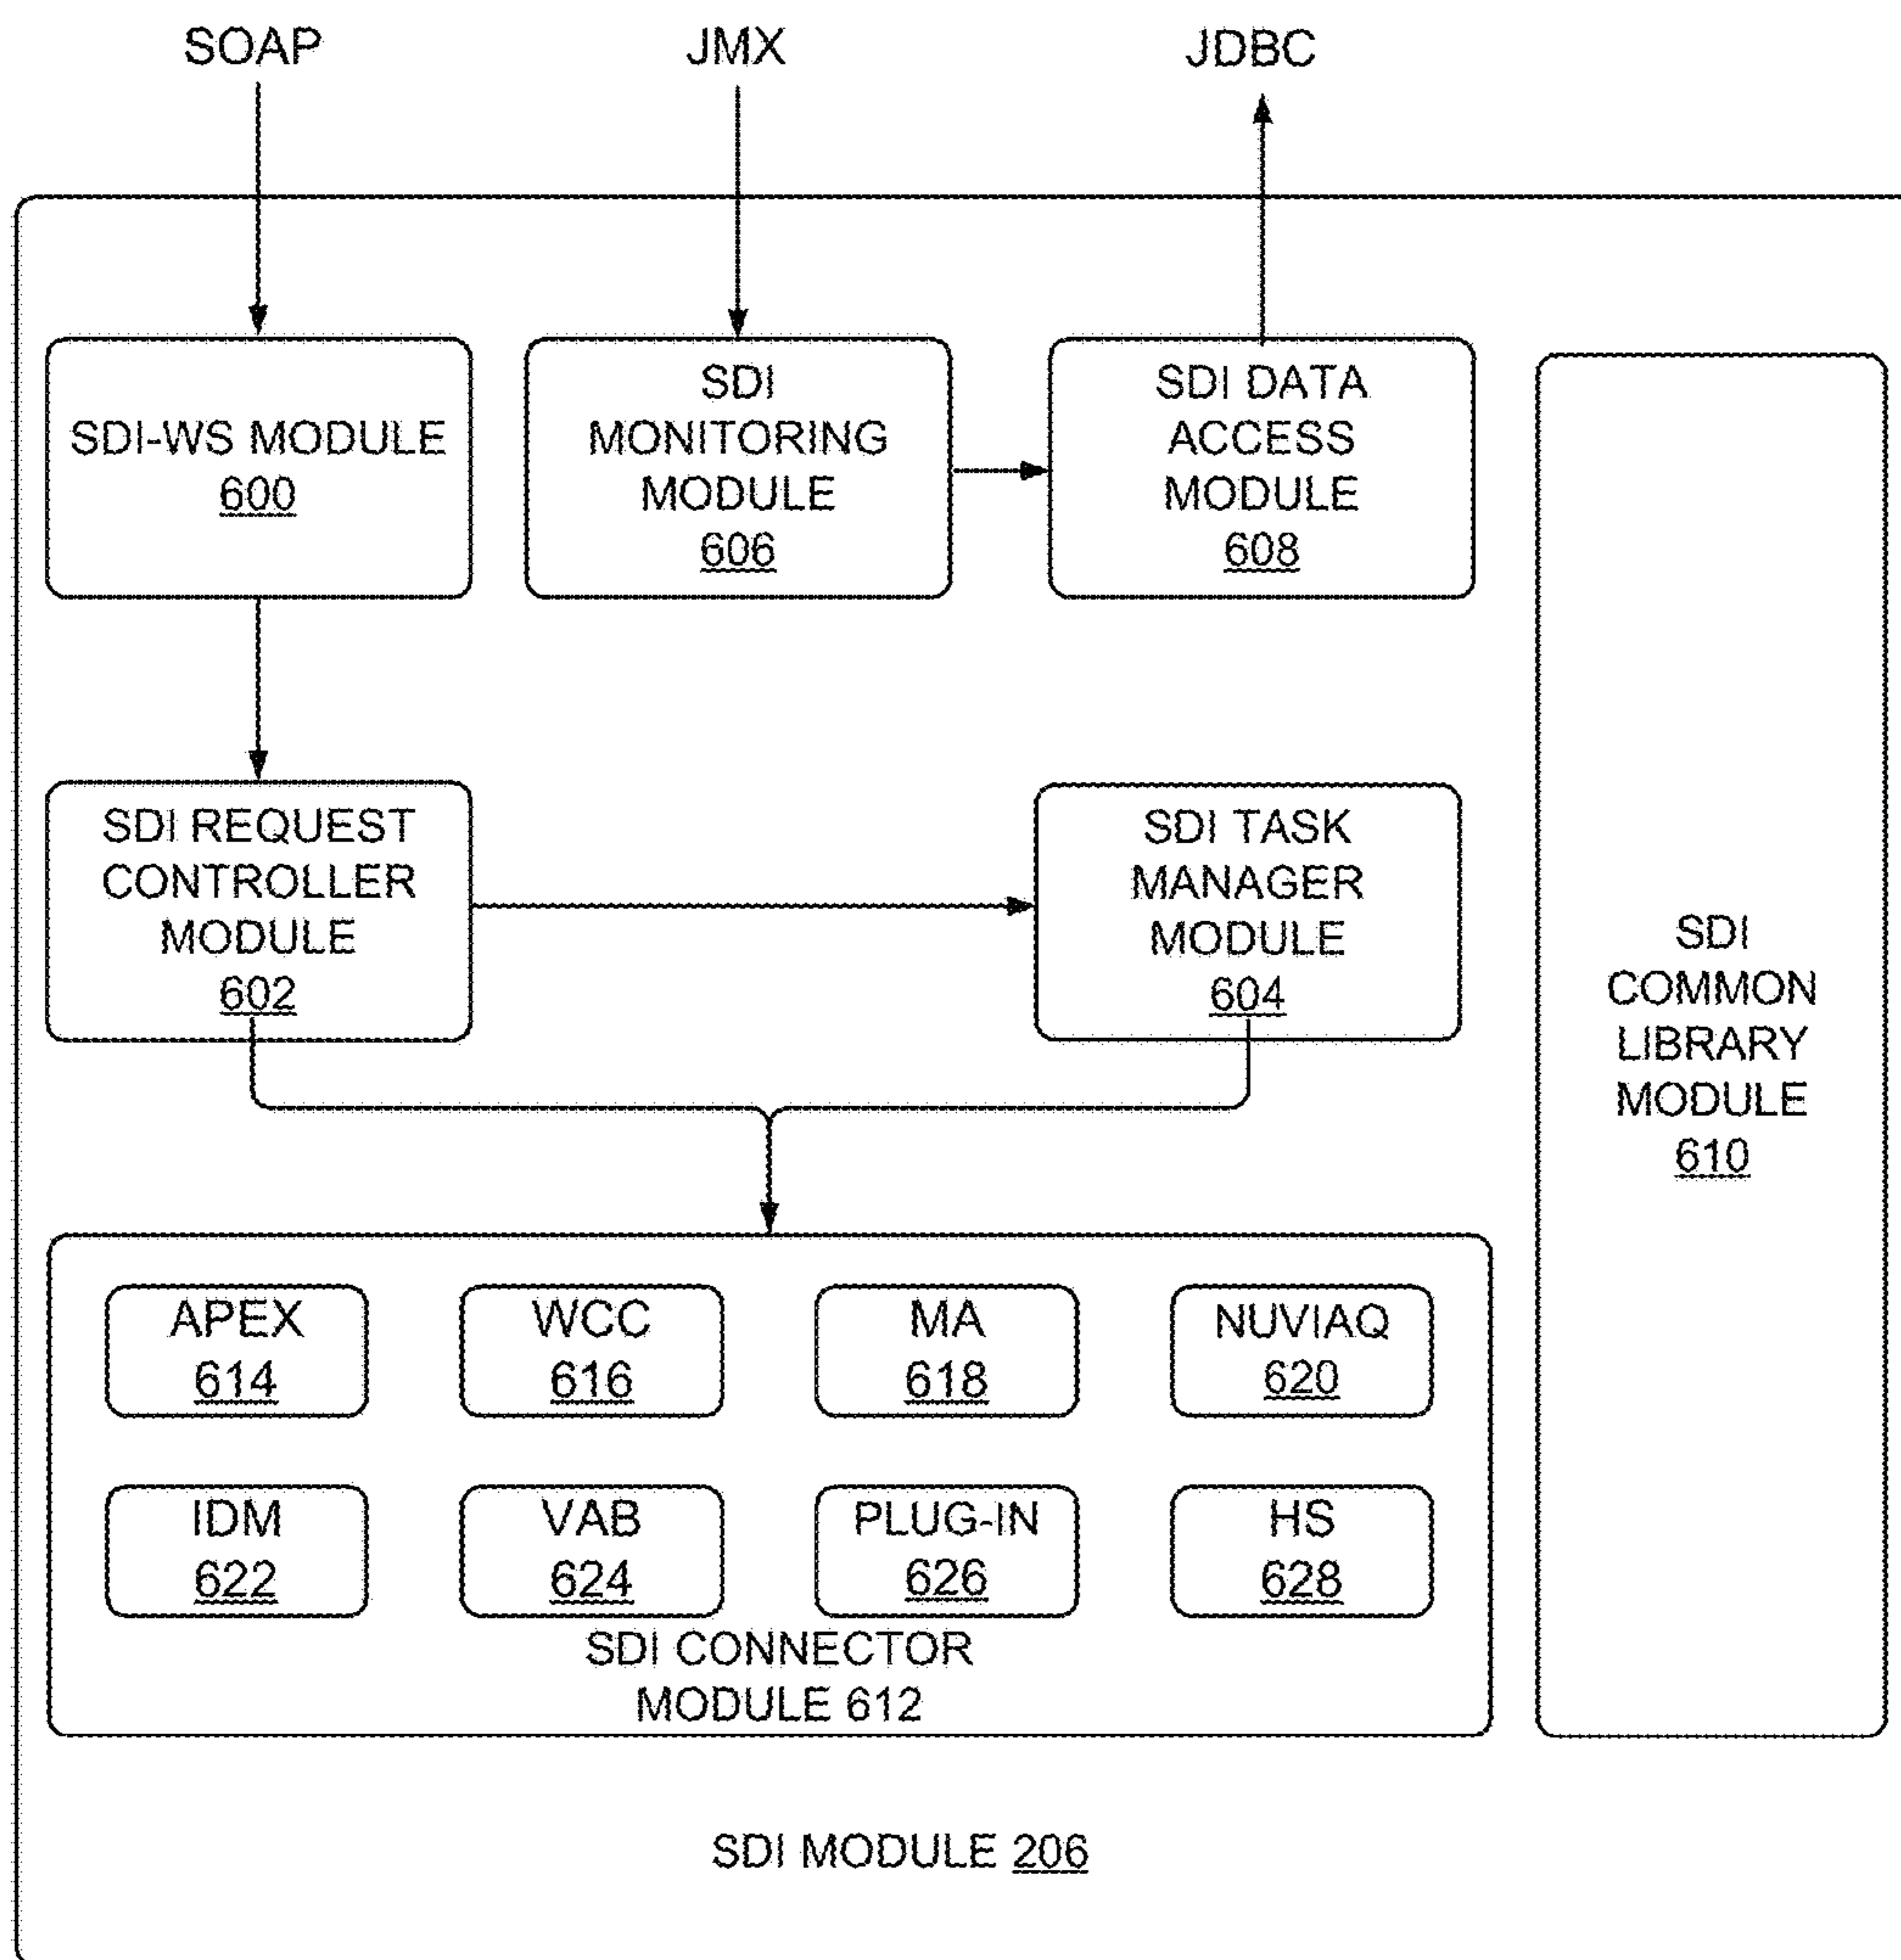 SOAP
JMX
JDBC
SDI-WS MODULE
600
SDI
MONITORING
MODULE
606
SDI DATA
ACCESS
MODULE
608
SDI REQUEST
CONTROLLER
MODULE
602
SDI TASK
MANAGER
MODULE
604
SDI
COMMON
LIBRARY
MODULE
610
APEX
614
WCC
616
MA
618
NUVIAQ
620
IDM
622
VAB
624
PLUG-IN
626
HS
628
SDI CONNECTOR
MODULE 612
SDI MODULE 206